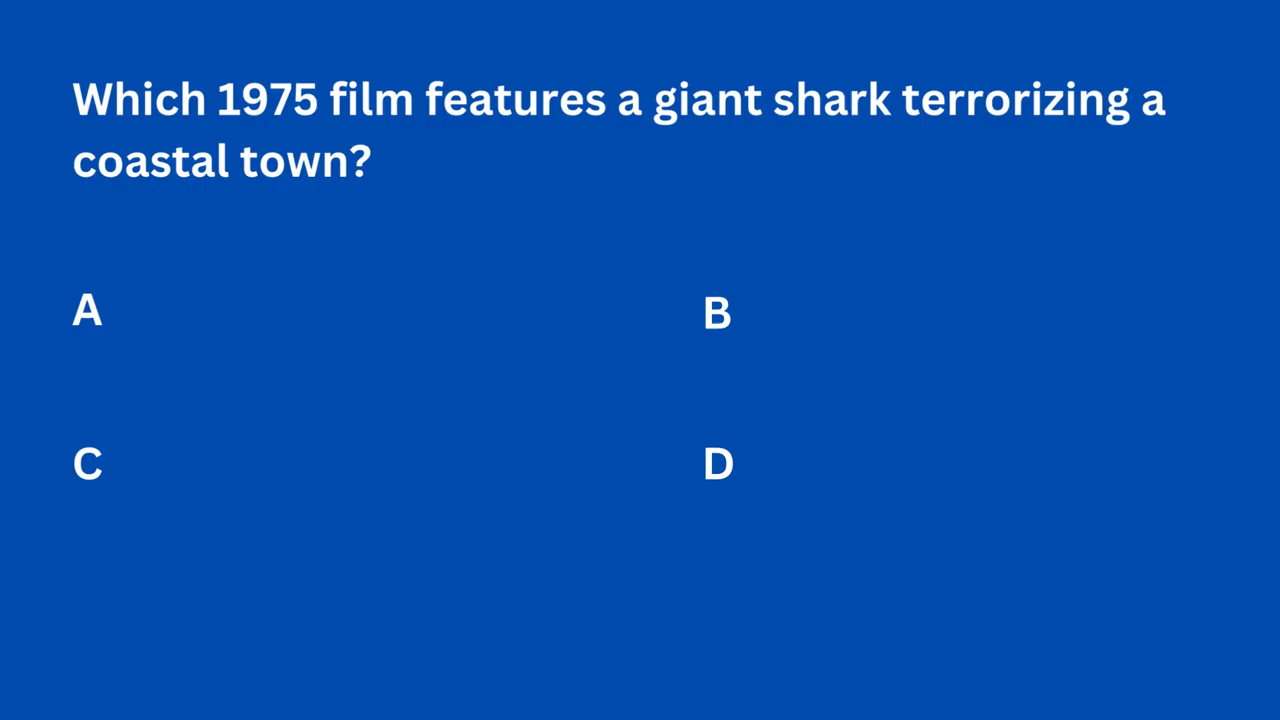 Which 1975 film features a giant shark terrorizing a
coastal town?
A
B
C
D